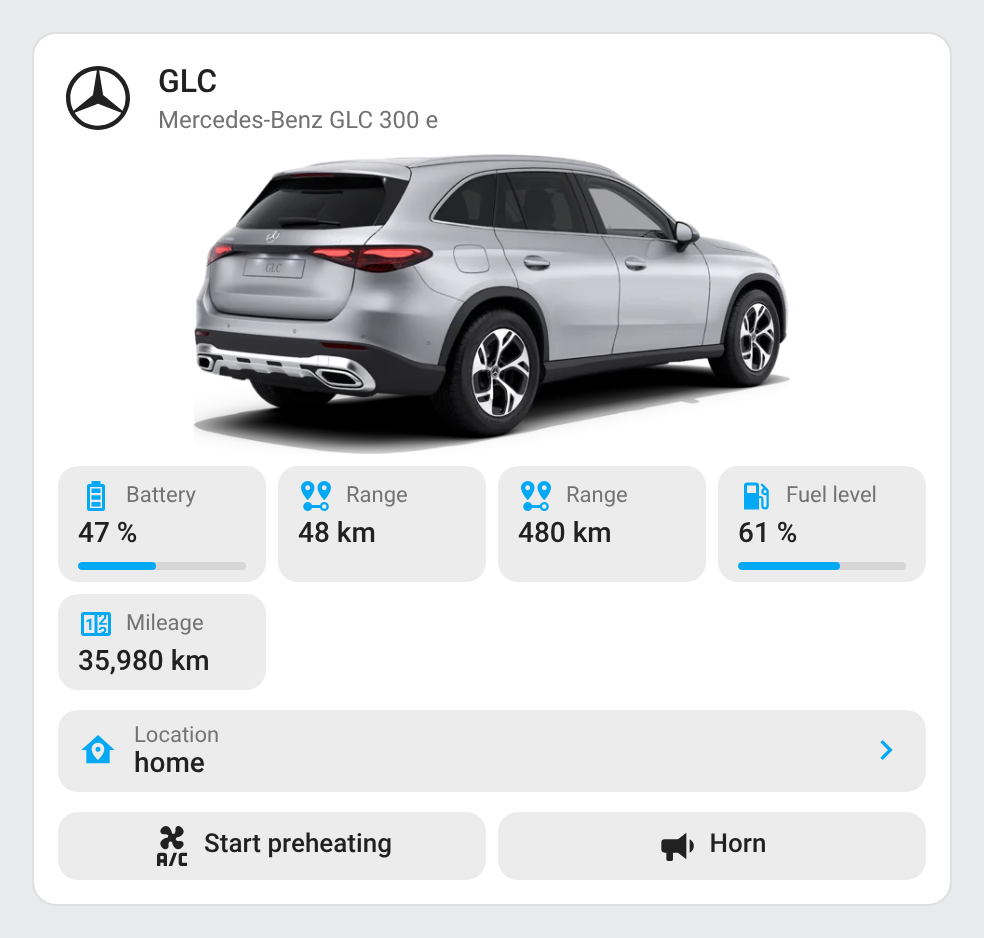 GLC
Mercedes-Benz GLC 300 e
GLC
Battery
47 %
Range
48 km
Range
480 km
Fuel level
61 %
Mileage
35,980 km
Location
home
A/C Start preheating
Horn